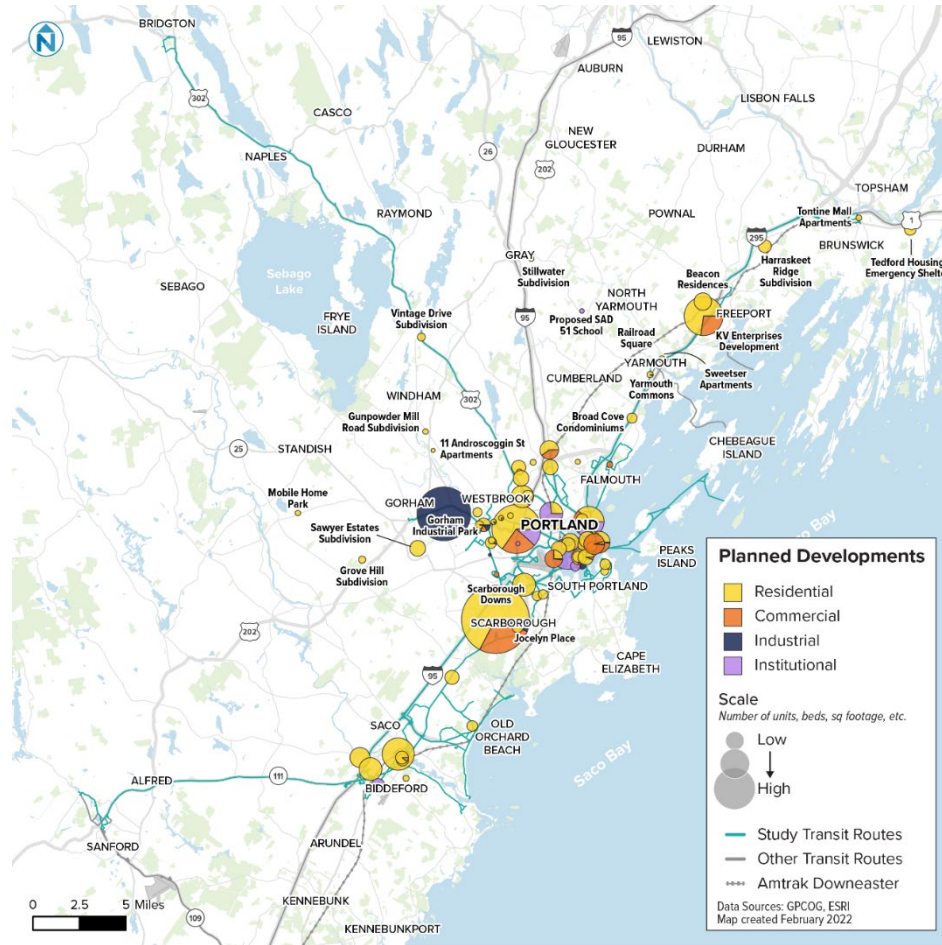 N
BRIDGTON
95
LEWISTON
AUBURN
302
CASCO
LISBON FALLS
NEW
GLOUCESTER
26
202
DURHAM
NAPLES
TOPSHAM
RAYMOND
POWNAL
Tontine Mall
Apartments
1
295
BRUNSWICK
GRAY
Stillwater
Subdivision
Harraskeet
Ridge
Subdivision
Tedford Housing
Emergency Shelte
SEBAGO
Sebago
Lake
Beacon
Residences
NORTH
YARMOUTH
FRYE
ISLAND
Vintage Drive
Subdivision
95
Proposed SAD
51 School
Railroad
Square
FREEPORT
KV Enterprises
Development
YARMOUTH
CUMBERLAND
Sweetser
Apartments
Yarmouth
Commons
WINDHAM
302
Gunpowder Mill
Road Subdivision
Broad Cove
Condominiums
25
STANDISH
11 Androscoggin St
Apartments
CHEBEAGUE
ISLAND
FALMOUTH
Mobile Home
Park
GORHAM
WESTBROOK
Gorham
Industrial Park
PORTLAND
Sawyer Estates
Subdivision
Grove Hill
Subdivision
PEAKS
ISLAND
Scarborough
Downs
SOUTH PORTLAND
SCARBOROUGH
Jocelyn Place
202
CAPE
ELIZABETH
95
SACO
OLD
ORCHARD
BEACH
Saco Bay
ALFRED
111
BIDDEFORD
SANFORD
ARUNDEL
109
KENNEBUNK
KENNEBUNKPORT
0 2.5 5 Miles
Bay
Planned Developments
Residential
Commercial
Industrial
Institutional
Scale
Number of units, beds, sq footage, etc.
Low
High
Study Transit Routes
Other Transit Routes
Amtrak Downeaster
Data Sources: GPCOG, ESRI
Map created February 2022